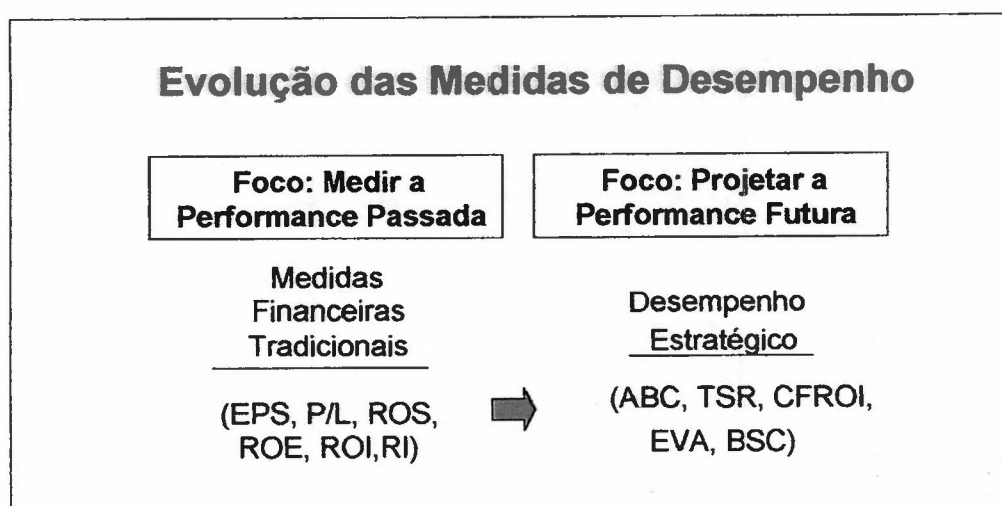 Evolução das Medidas de Desempenho
Foco: Medir a
Performance Passada
Medidas
Financeiras
Tradicionais
(EPS, P/L, ROS,
ROE, ROI,RI)
Foco: Projetar a
Performance Futura
Desempenho
Estratégico
(ABC, TSR, CFROI,
EVA, BSC)